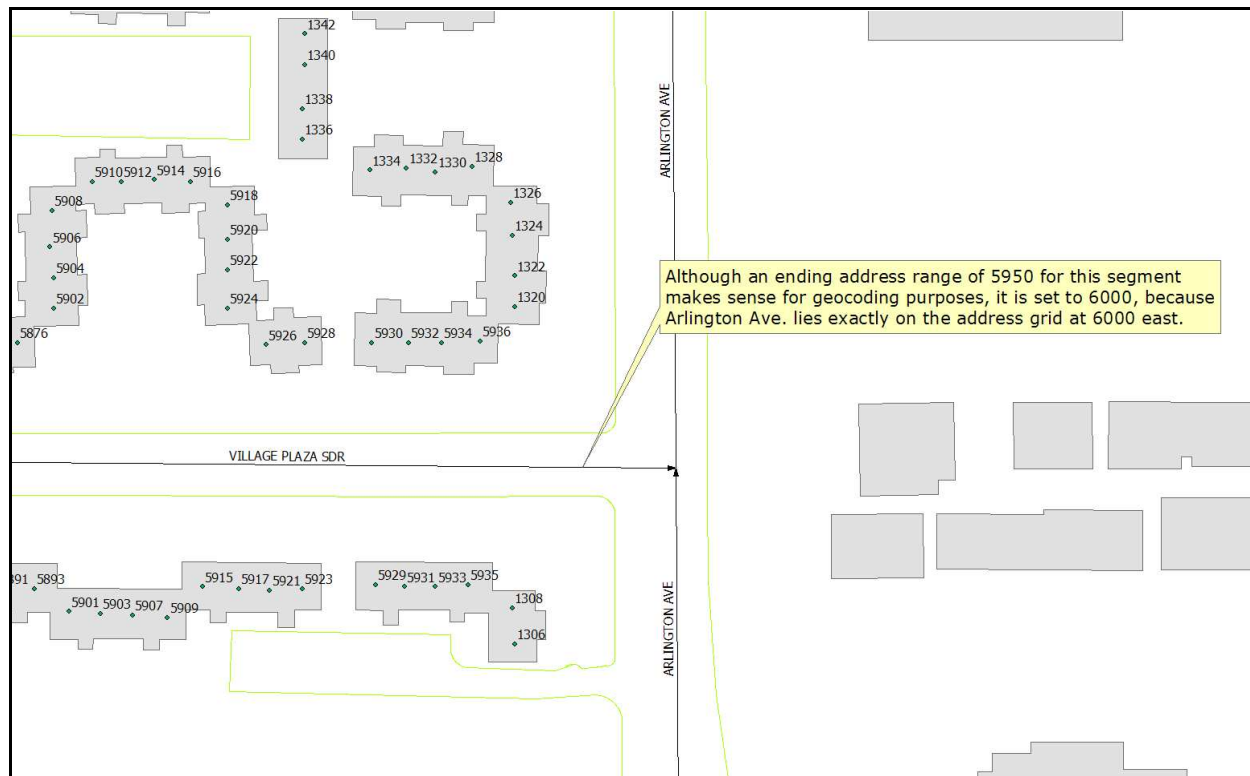 1342
1340
1338
1336
ARLINGTON AVE
1334 1332 1330 1328
5910 5912 5914 5916
5908
5918
1326
5906
5920
1324
5904
5922
1322
5902
5924
1320
Although an ending address range of 5950 for this segment
makes sense for geocoding purposes, it is set to 6000, because
Arlington Ave. lies exactly on the address grid at 6000 east.
5876
5926 5928
5930 5932 5934 5936
VILLAGE PLAZA SDR
ARLINGTON AVE
5893
5915 5917 5921 5923
5929 5931 5933 5935
5901 5903 5907 5909
1308
1306